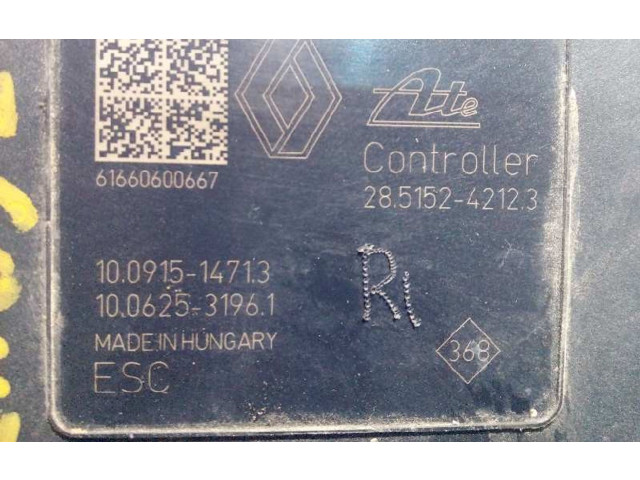 Ate
61660600667
Controller
28.5152-4212.3
10.0915-1471.3
10.0625-3196.1
R1
MADE IN HUNGARY
368
ESC